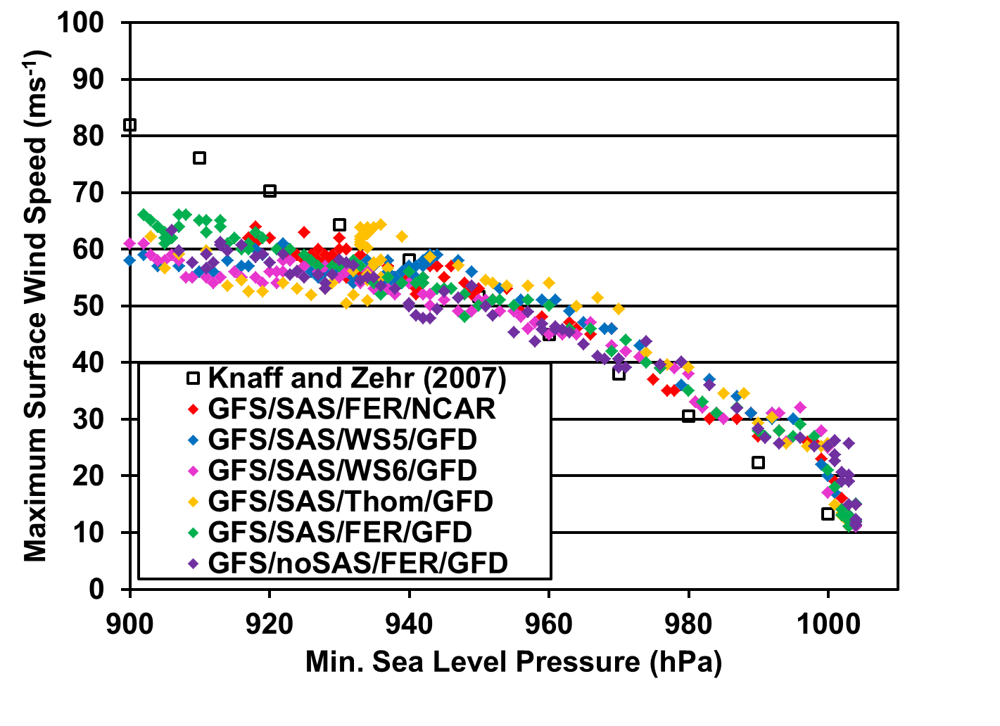 100
90
80
70
60
50
40
30
20
10
0
Maximum Surface Wind Speed (ms-1)
Knaff and Zehr (2007)
GFS/SAS/FER/NCAR
GFS/SAS/WS5/GFD
GFS/SAS/WS6/GFD
GFS/SAS/Thom/GFD
GFS/SAS/FER/GFD
GFS/noSAS/FER/GFD
900 920 940 960 980 1000
Min. Sea Level Pressure (hPa)